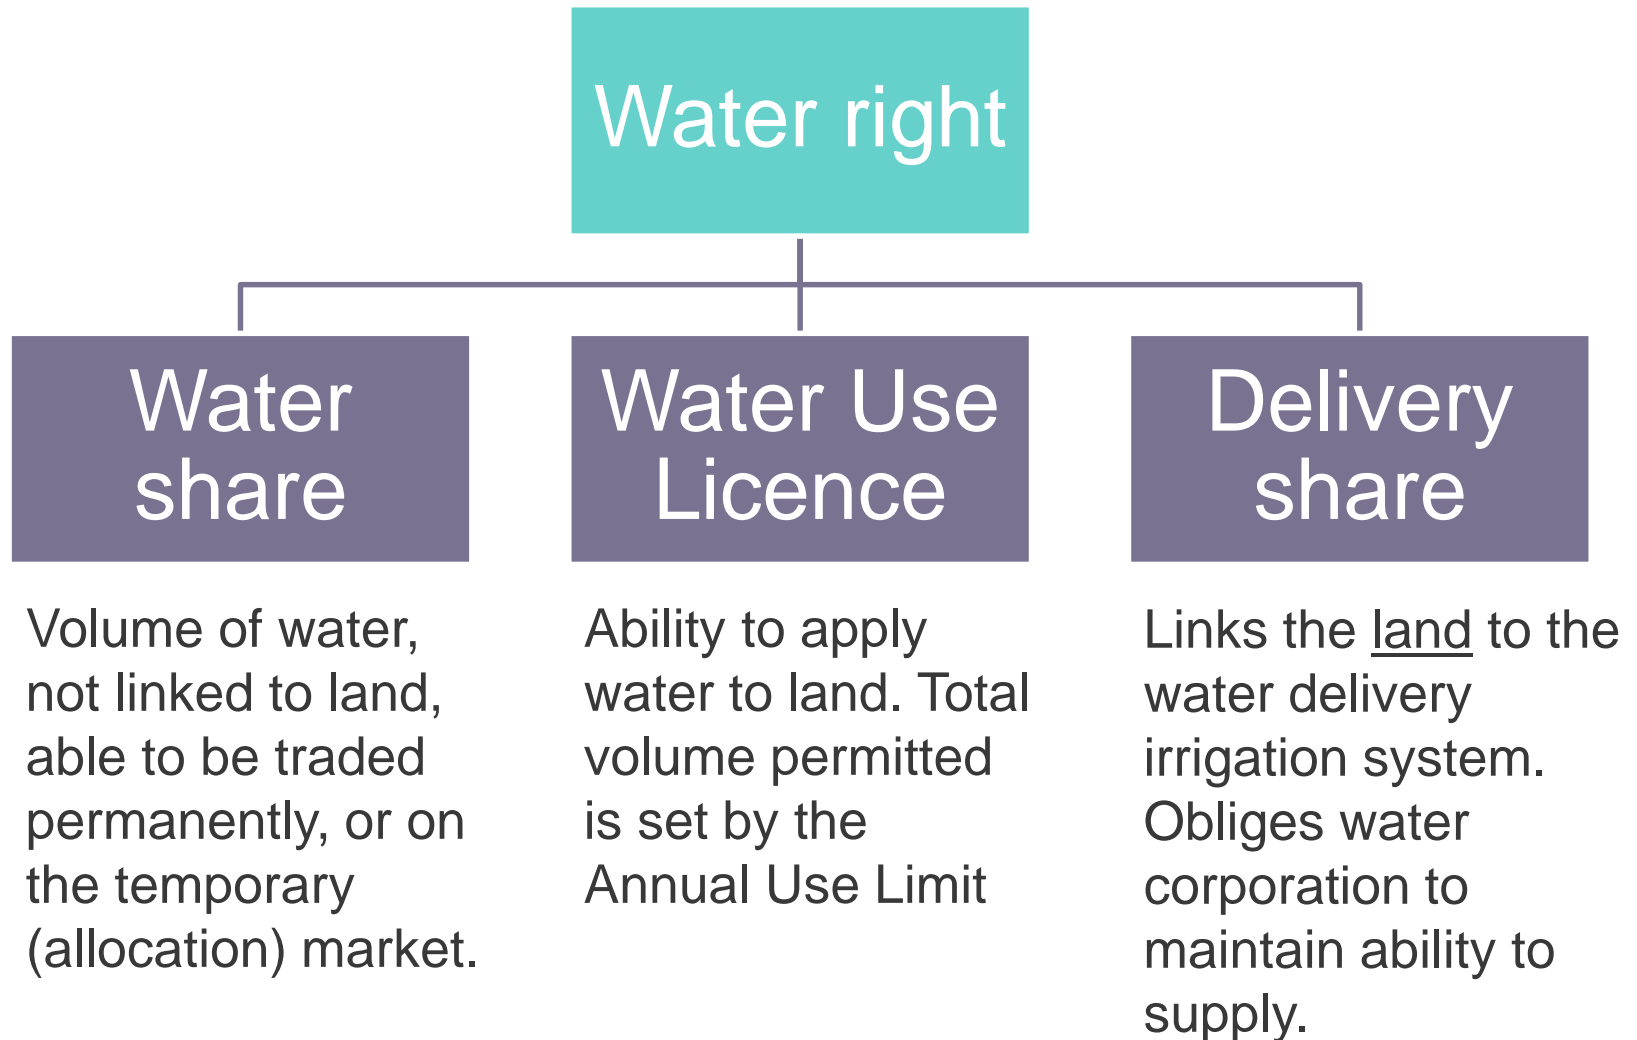 Water right
Water
share
Water Use
Licence
Delivery
share
Volume of water,
not linked to land,
able to be traded
permanently, or on
the temporary
(allocation) market.
Ability to apply
water to land. Total
volume permitted
is set by the
Annual Use Limit
Links the land to the
water delivery
irrigation system.
Obliges water
corporation to
maintain ability to
supply.